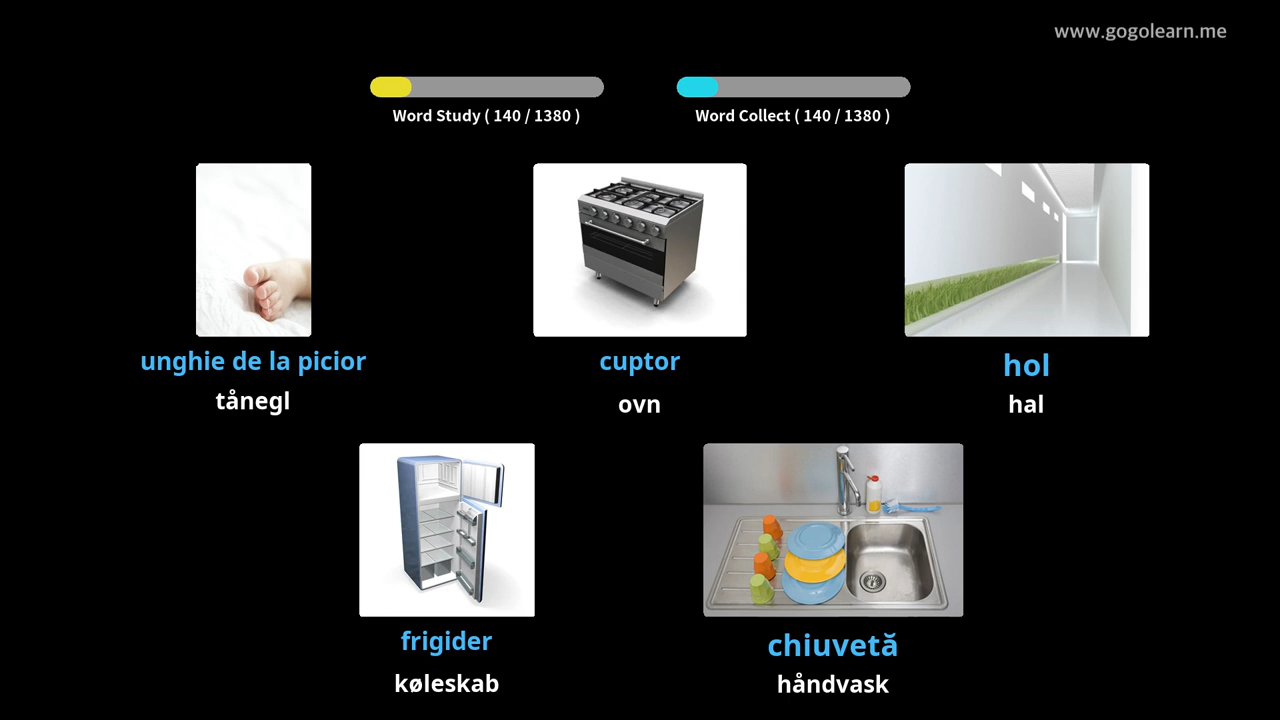 www.gogolearn.me
Word Study ( 140 / 1380 )
Word Collect ( 140 / 1380 )
unghie de la picior
tånegl
cuptor
ovn
hol
hal
frigider
køleskab
chiuvetă
håndvask